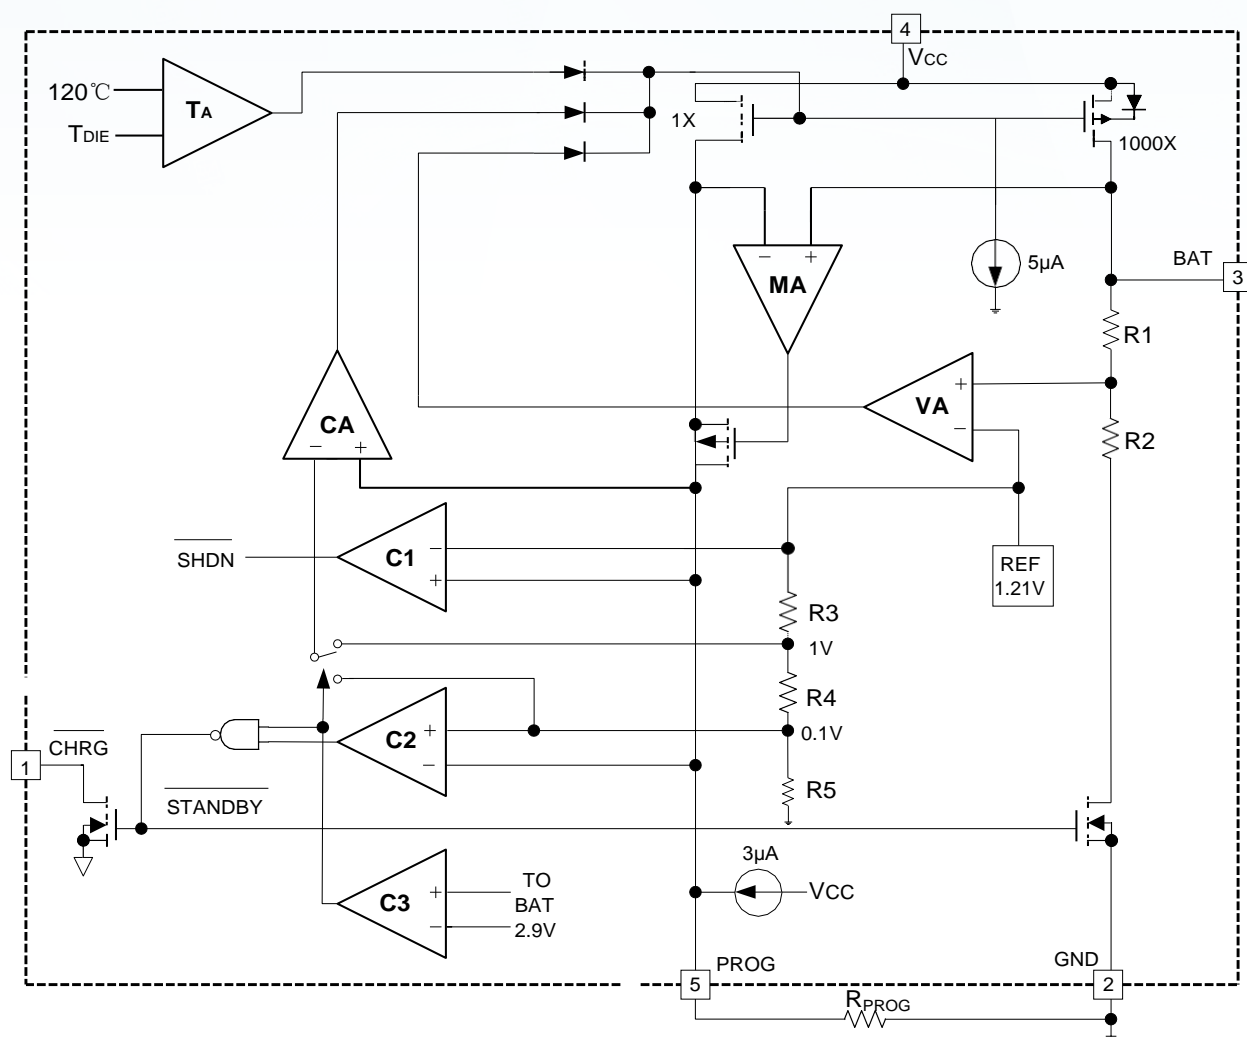 4
VCC
120℃
TA
TDIE
1X
1000X
− +
MA
5µA
BAT
3
R1
+
VA
−
R2
CA
− +
SHDN
C1
−
+
REF
1.21V
R3
1V
R4
0.1V
C2
+
−
R5
CHRG
1
STANDBY
3µA
VCC
C3
+
−
TO
BAT
2.9V
PROG
5
GND
2
RPROG